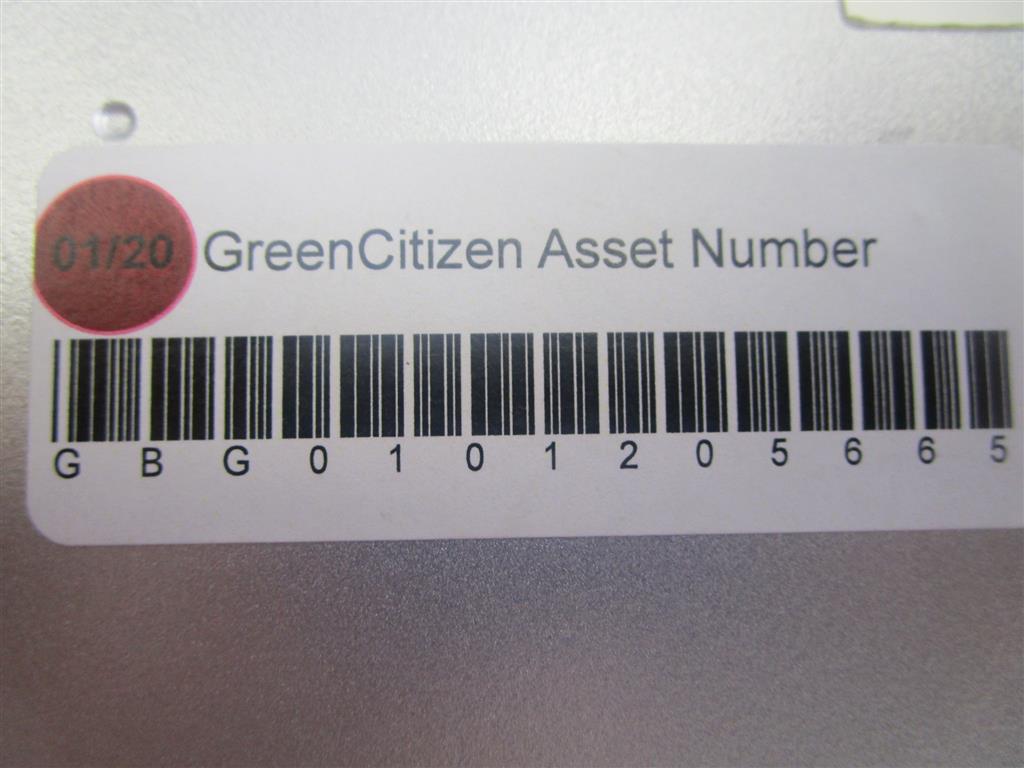 01/20 GreenCitizen Asset Number
G B G 0 1 0 1 2 0 5 6 6 5